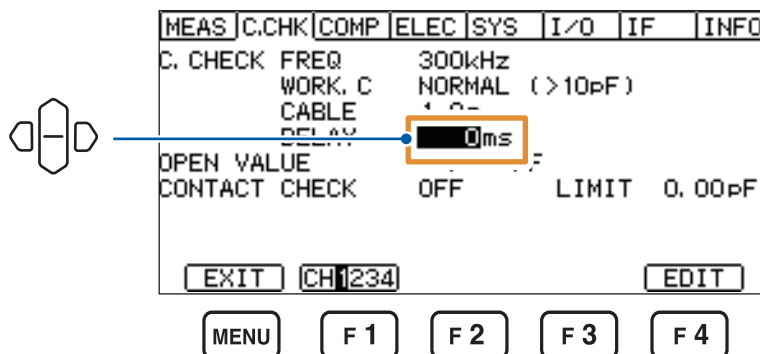 MEAS C.CHK COMP ELEC SYS I/O IF INFO
C. CHECK FREQ 300kHz
WORK. C NORMAL (>10pF)
CABLE
DELAY 0ms
OPEN VALUE
CONTACT CHECK OFF LIMIT 0.00pF
EXIT CH1234 EDIT
MENU F1 F2 F3 F4